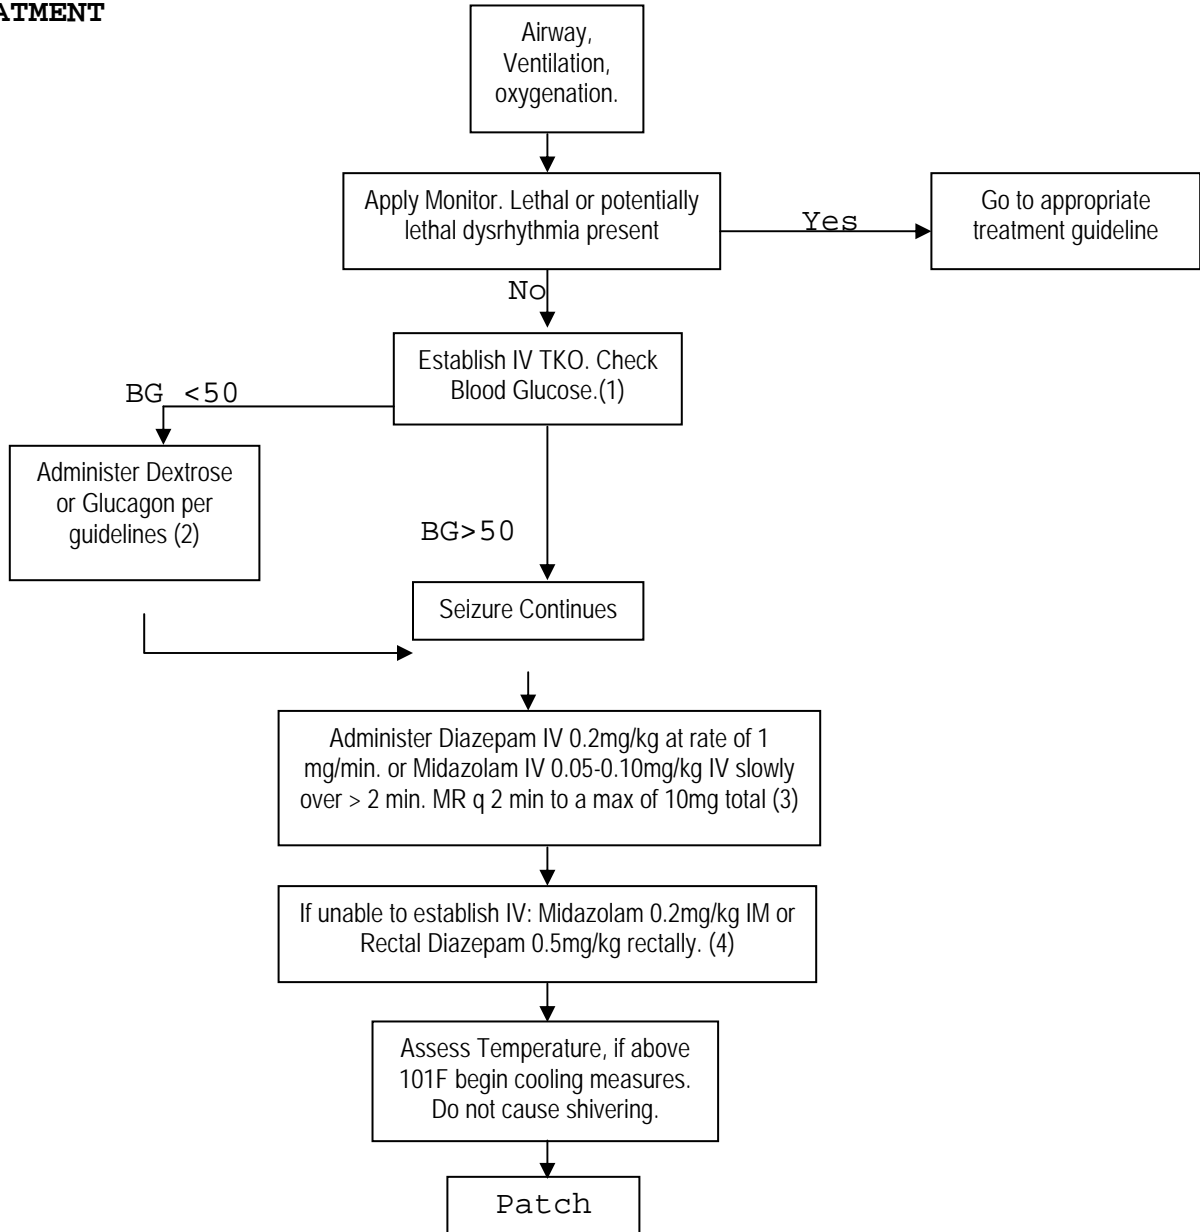 ATMENT
Airway,
Ventilation,
oxygenation.
Apply Monitor. Lethal or potentially
lethal dysrhythmia present
Yes
Go to appropriate
treatment guideline
No
Establish IV TKO. Check
Blood Glucose.(1)
BG <50
Administer Dextrose
or Glucagon per
guidelines (2)
BG>50
Seizure Continues
Administer Diazepam IV 0.2mg/kg at rate of 1
mg/min. or Midazolam IV 0.05-0.10mg/kg IV slowly
over > 2 min. MR q 2 min to a max of 10mg total (3)
If unable to establish IV: Midazolam 0.2mg/kg IM or
Rectal Diazepam 0.5mg/kg rectally. (4)
Assess Temperature, if above
101F begin cooling measures.
Do not cause shivering.
Patch